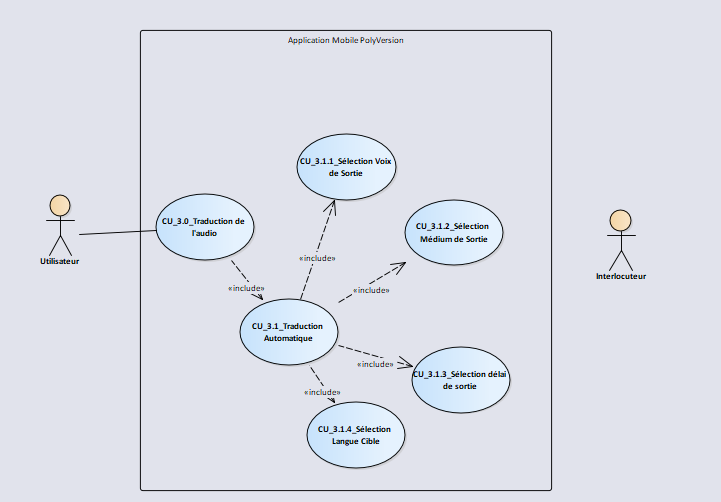 Application Mobile PolyVersion
CU_3.1.1_Sélection Voix
de Sortie
CU_3.0_Traduction de
l'audio
CU_3.1.2_Sélection
Médium de Sortie
Utilisateur
«include»
Interlocuteur
«include»
«include»
CU_3.1_Traduction
Automatique
«include»
CU_3.1.3_Sélection délai
de sortie
«include»
CU_3.1.4_Sélection
Langue Cible